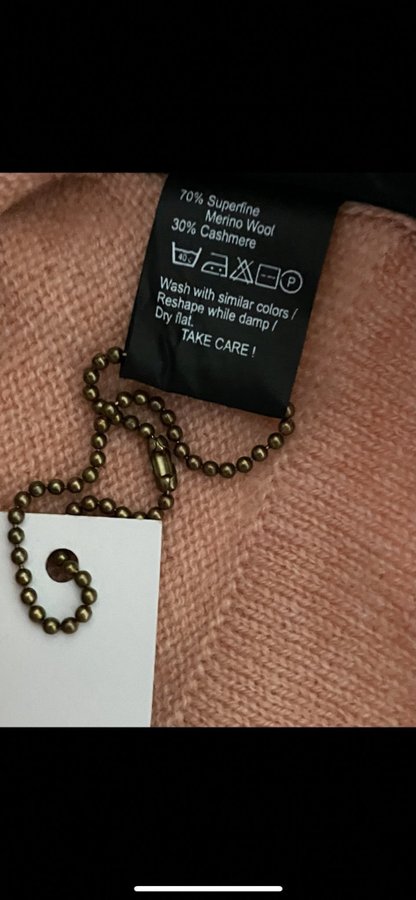 70% Superfine
Merino Wool
30% Cashmere
40
P
Wash with similar colors /
Reshape while damp /
Dry flat.
TAKE CARE !